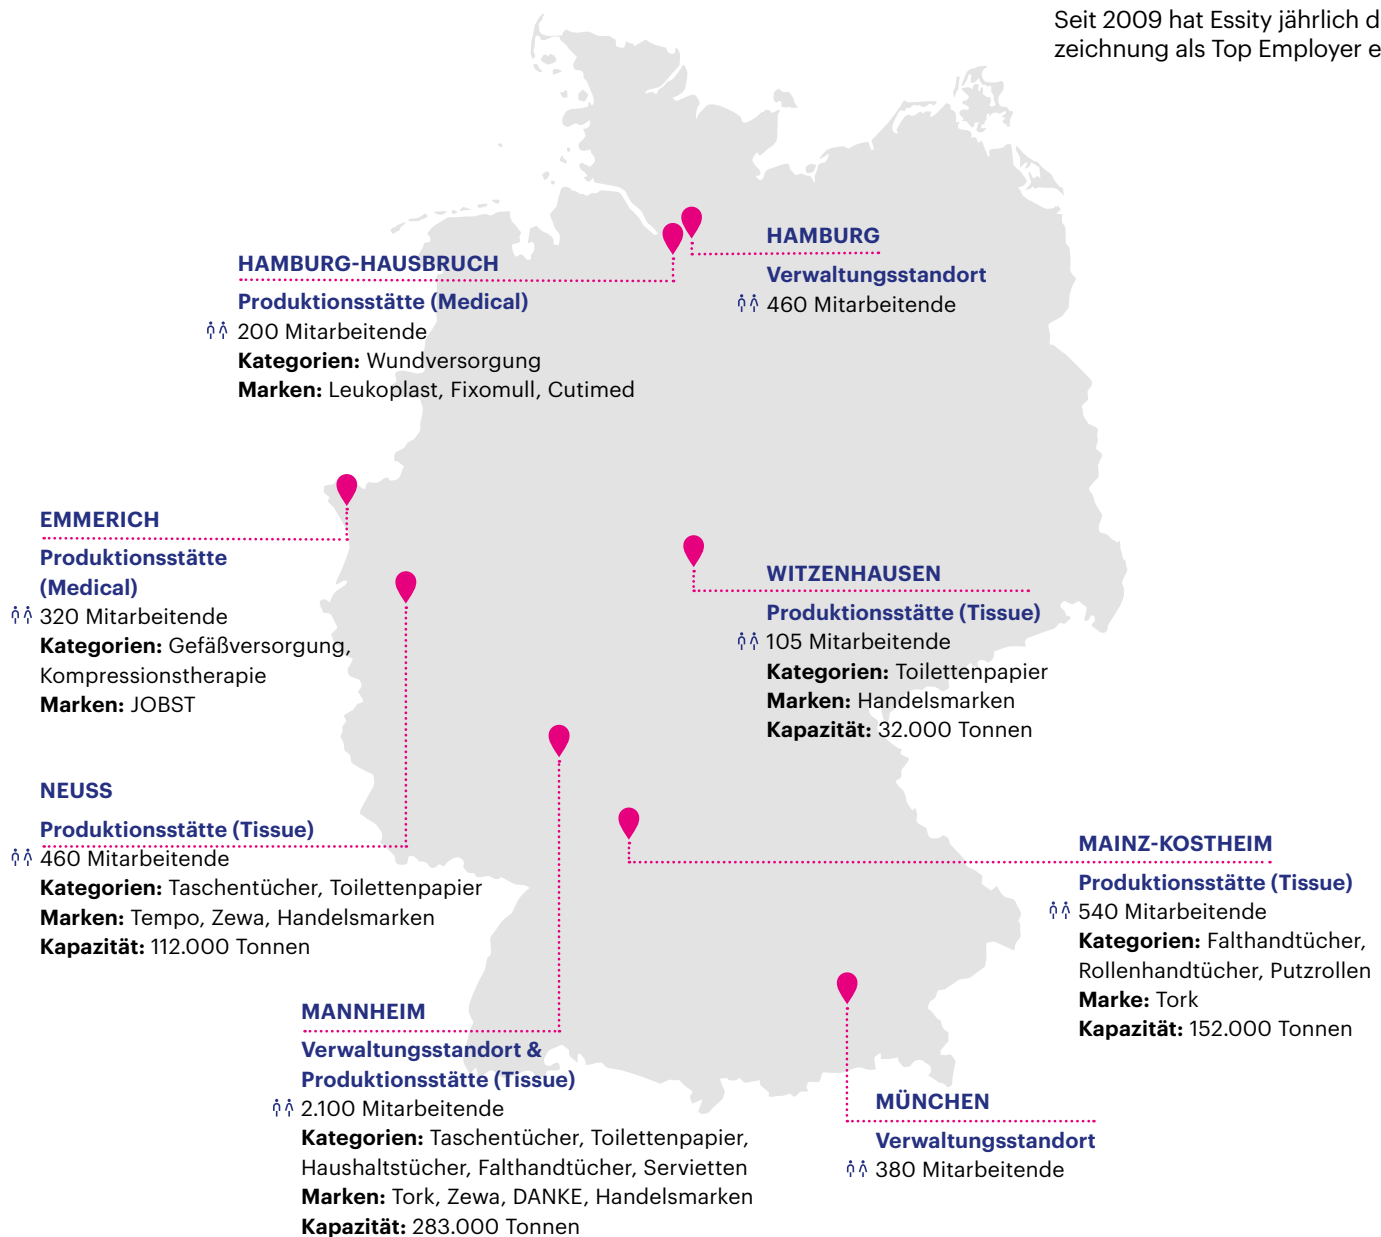 Seit 2009 hat Essity jährlich d
zeichnung als Top Employer e
HAMBURG
Verwaltungsstandort
460 Mitarbeitende
HAMBURG-HAUSBRUCH
Produktionsstätte (Medical)
200 Mitarbeitende
Kategorien: Wundversorgung
Marken: Leukoplast, Fixomull, Cutimed
EMMERICH
Produktionsstätte
(Medical)
320 Mitarbeitende
Kategorien: Gefäßversorgung,
Kompressionstherapie
Marken: JOBST
WITZENHAUSEN
Produktionsstätte (Tissue)
105 Mitarbeitende
Kategorien: Toilettenpapier
Marken: Handelsmarken
Kapazität: 32.000 Tonnen
NEUSS
Produktionsstätte (Tissue)
460 Mitarbeitende
Kategorien: Taschentücher, Toilettenpapier
Marken: Tempo, Zewa, Handelsmarken
Kapazität: 112.000 Tonnen
MAINZ-KOSTHEIM
Produktionsstätte (Tissue)
540 Mitarbeitende
Kategorien: Falthandtücher,
Rollenhandtücher, Putzrollen
Marke: Tork
Kapazität: 152.000 Tonnen
MANNHEIM
Verwaltungsstandort &
Produktionsstätte (Tissue)
2.100 Mitarbeitende
Kategorien: Taschentücher, Toilettenpapier,
Haushaltstücher, Falthandtücher, Servietten
Marken: Tork, Zewa, DANKE, Handelsmarken
Kapazität: 283.000 Tonnen
MÜNCHEN
Verwaltungsstandort
380 Mitarbeitende